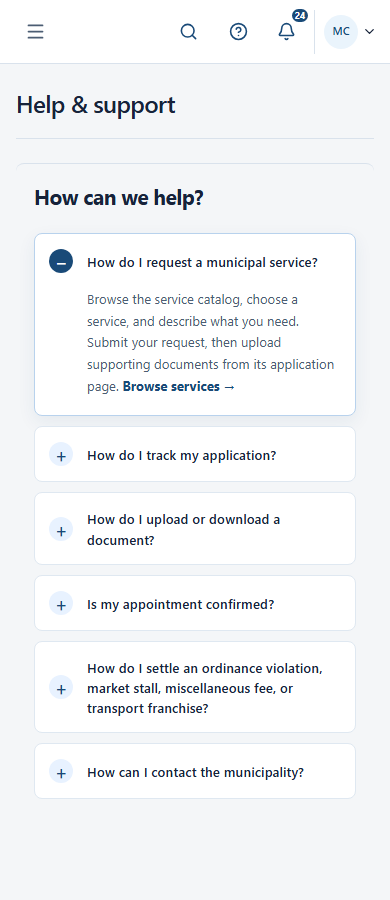 24
MC
Help & support
How can we help?
How do I request a municipal service?
Browse the service catalog, choose a
service, and describe what you need.
Submit your request, then upload
supporting documents from its application
page. Browse services →
How do I track my application?
How do I upload or download a
document?
Is my appointment confirmed?
How do I settle an ordinance violation,
market stall, miscellaneous fee, or
transport franchise?
How can I contact the municipality?